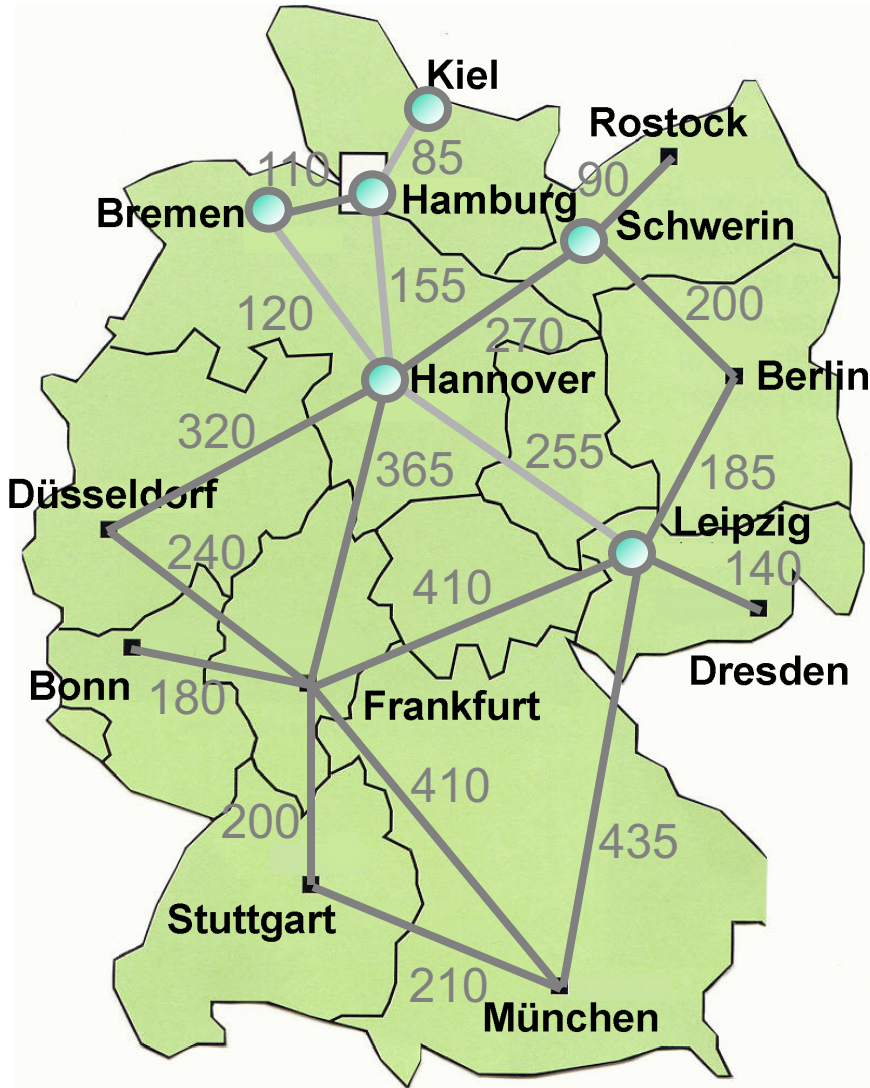 Kiel
Rostock
110
85
90
Bremen
Hamburg
Schwerin
155
200
120
270
Hannover
Berlin
320
365
255
185
Düsseldorf
Leipzig
240
410
140
Bonn
180
Dresden
Frankfurt
410
200
435
Stuttgart
210
München